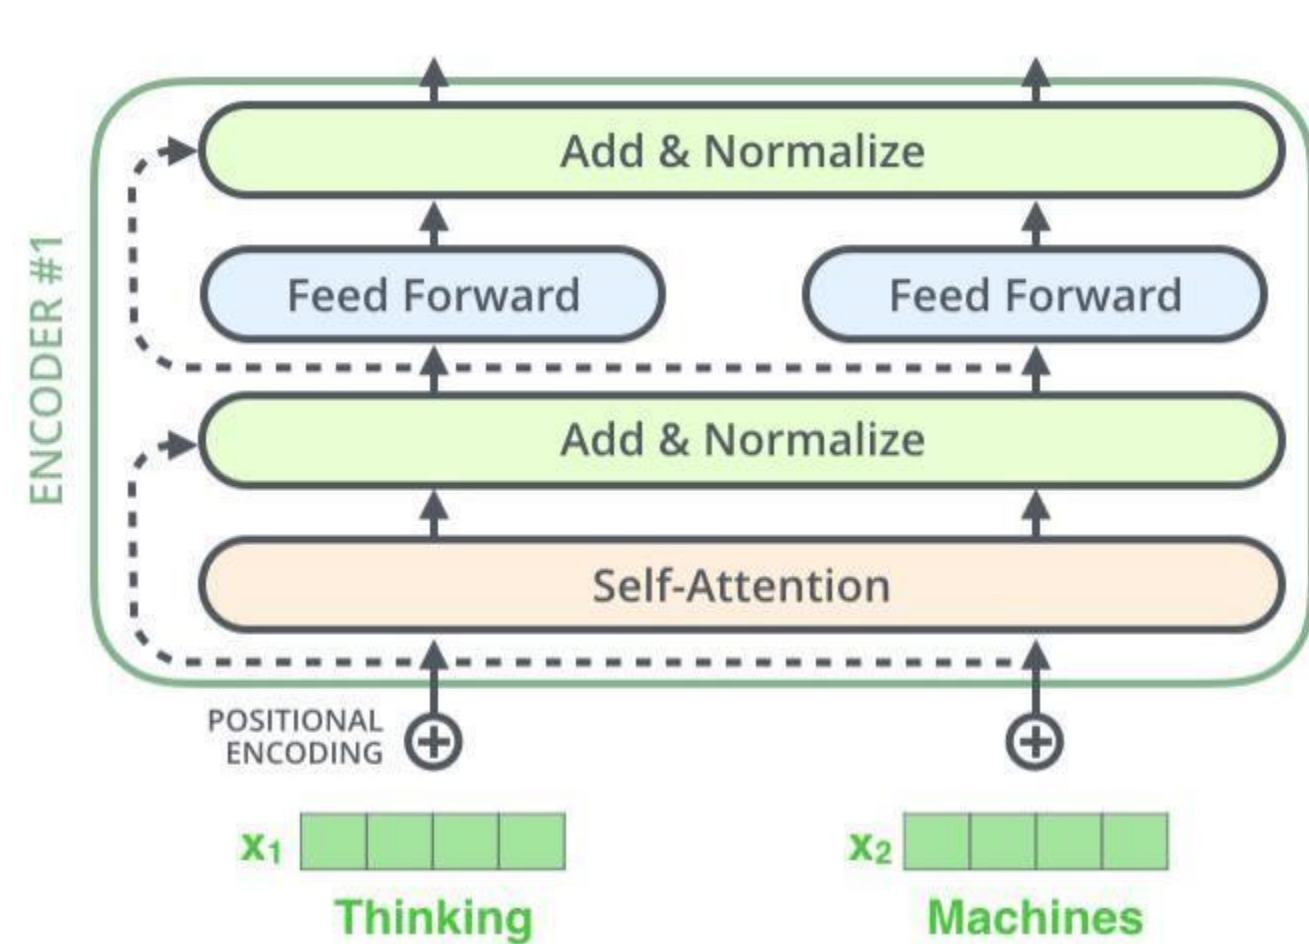 Add & Normalize
Feed Forward
Feed Forward
ENCODER #1
Add & Normalize
Self-Attention
POSITIONAL
ENCODING
x₁
x₂
Thinking
Machines